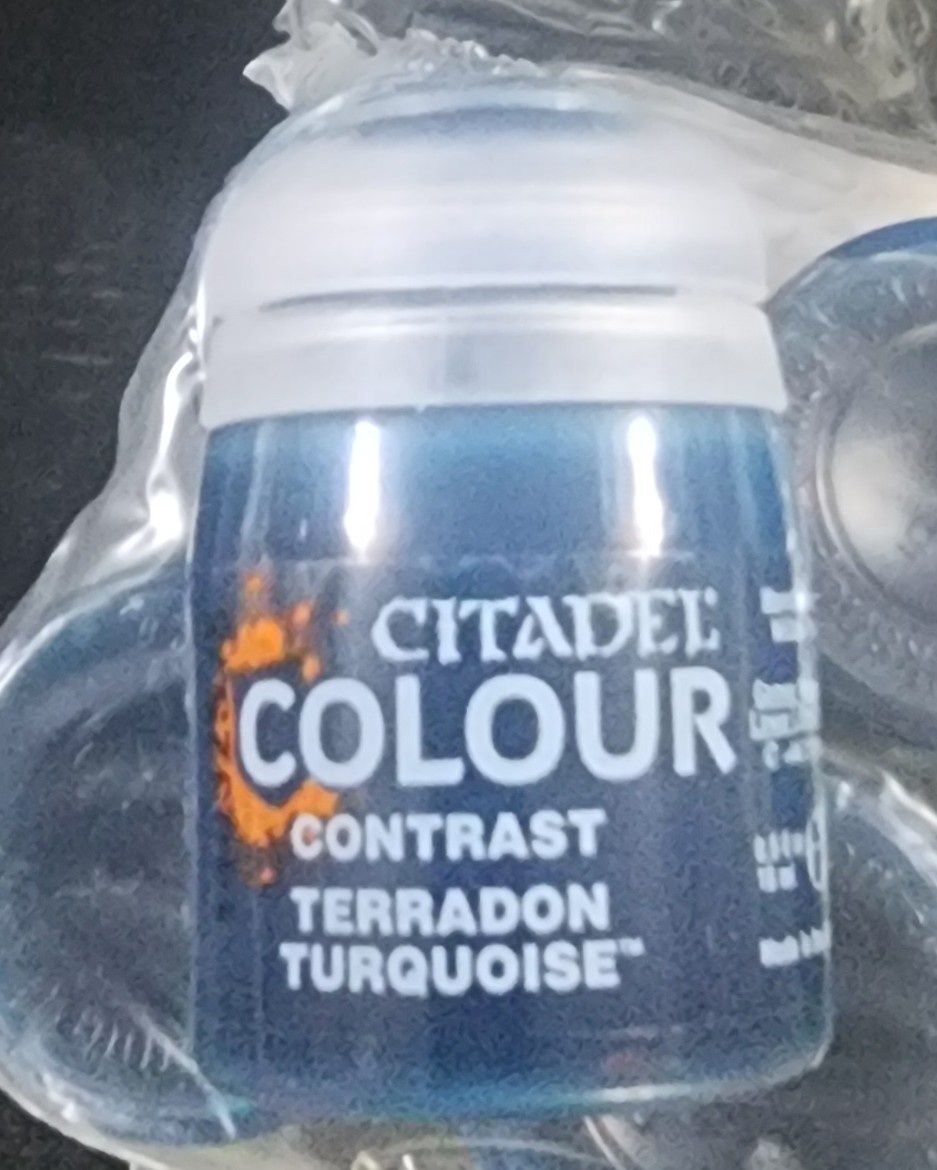 CITADEL
COLOUR
CONTRAST
TERRADON
TURQUOISE™